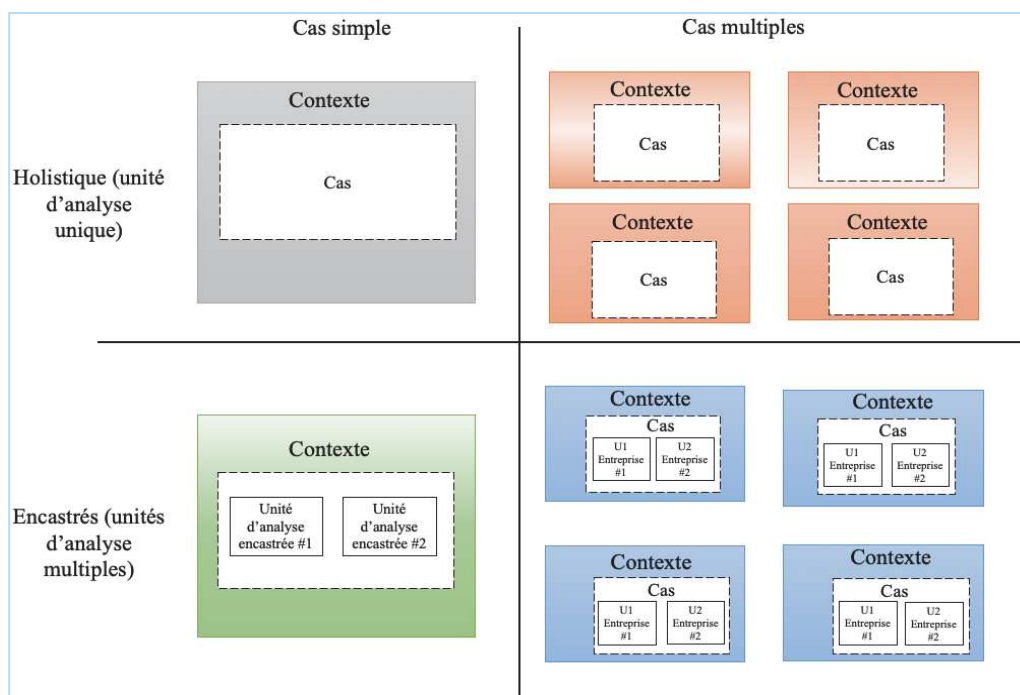 Cas simple
Cas multiples
Holistique (unité
d'analyse
unique)
Contexte
Cas
Contexte
Cas
Contexte
Cas
Contexte
Cas
Contexte
Cas
Encastrés (unités
d'analyse
multiples)
Contexte
Unité
d'analyse
encastrée #1
Unité
d'analyse
encastrée #2
Contexte
Cas
U1
Entreprise
#1
U2
Entreprise
#2
Contexte
Cas
U1
Entreprise
#1
U2
Entreprise
#2
Contexte
Cas
U1
Entreprise
#1
U2
Entreprise
#2
Contexte
Cas
U1
Entreprise
#1
U2
Entreprise
#2